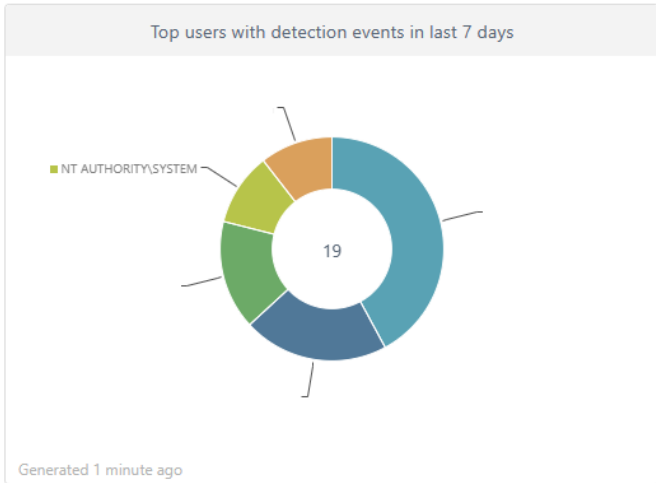 Top users with detection events in last 7 days
NT AUTHORITY\SYSTEM
19
Generated 1 minute ago